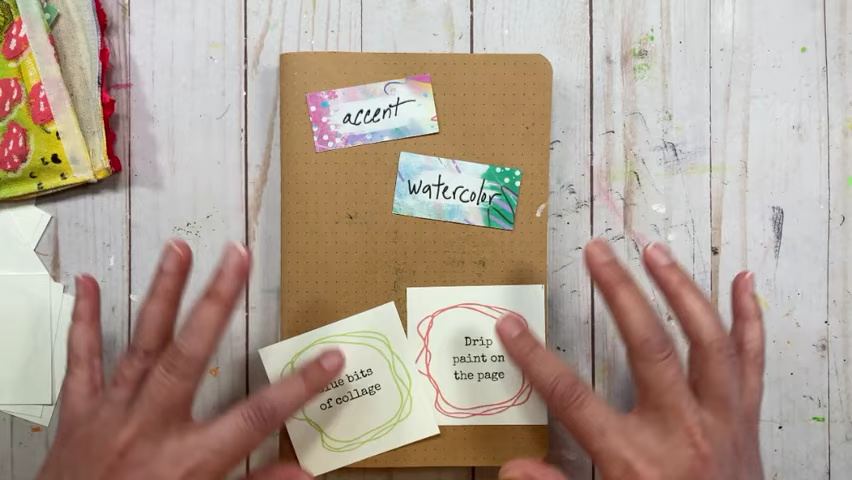 accent
watercolor
Drip
paint on
the page
bits
of collage